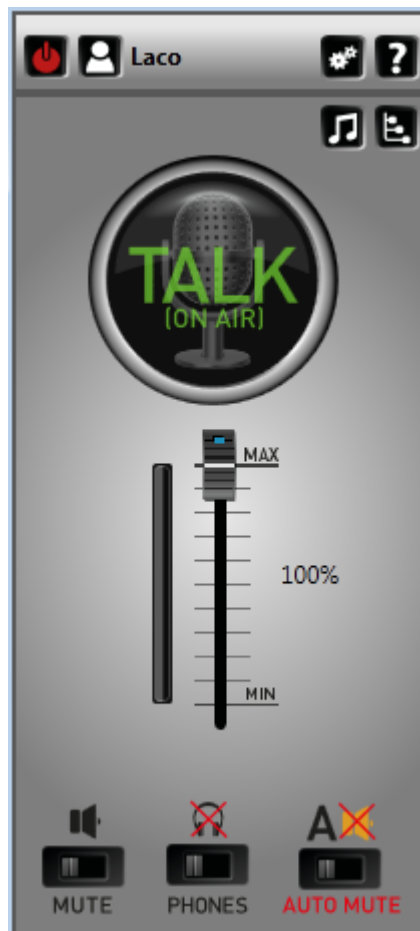 Laco
?
TALK
(ON AIR)
MAX
100%
MIN
A
MUTE
PHONES
AUTO MUTE